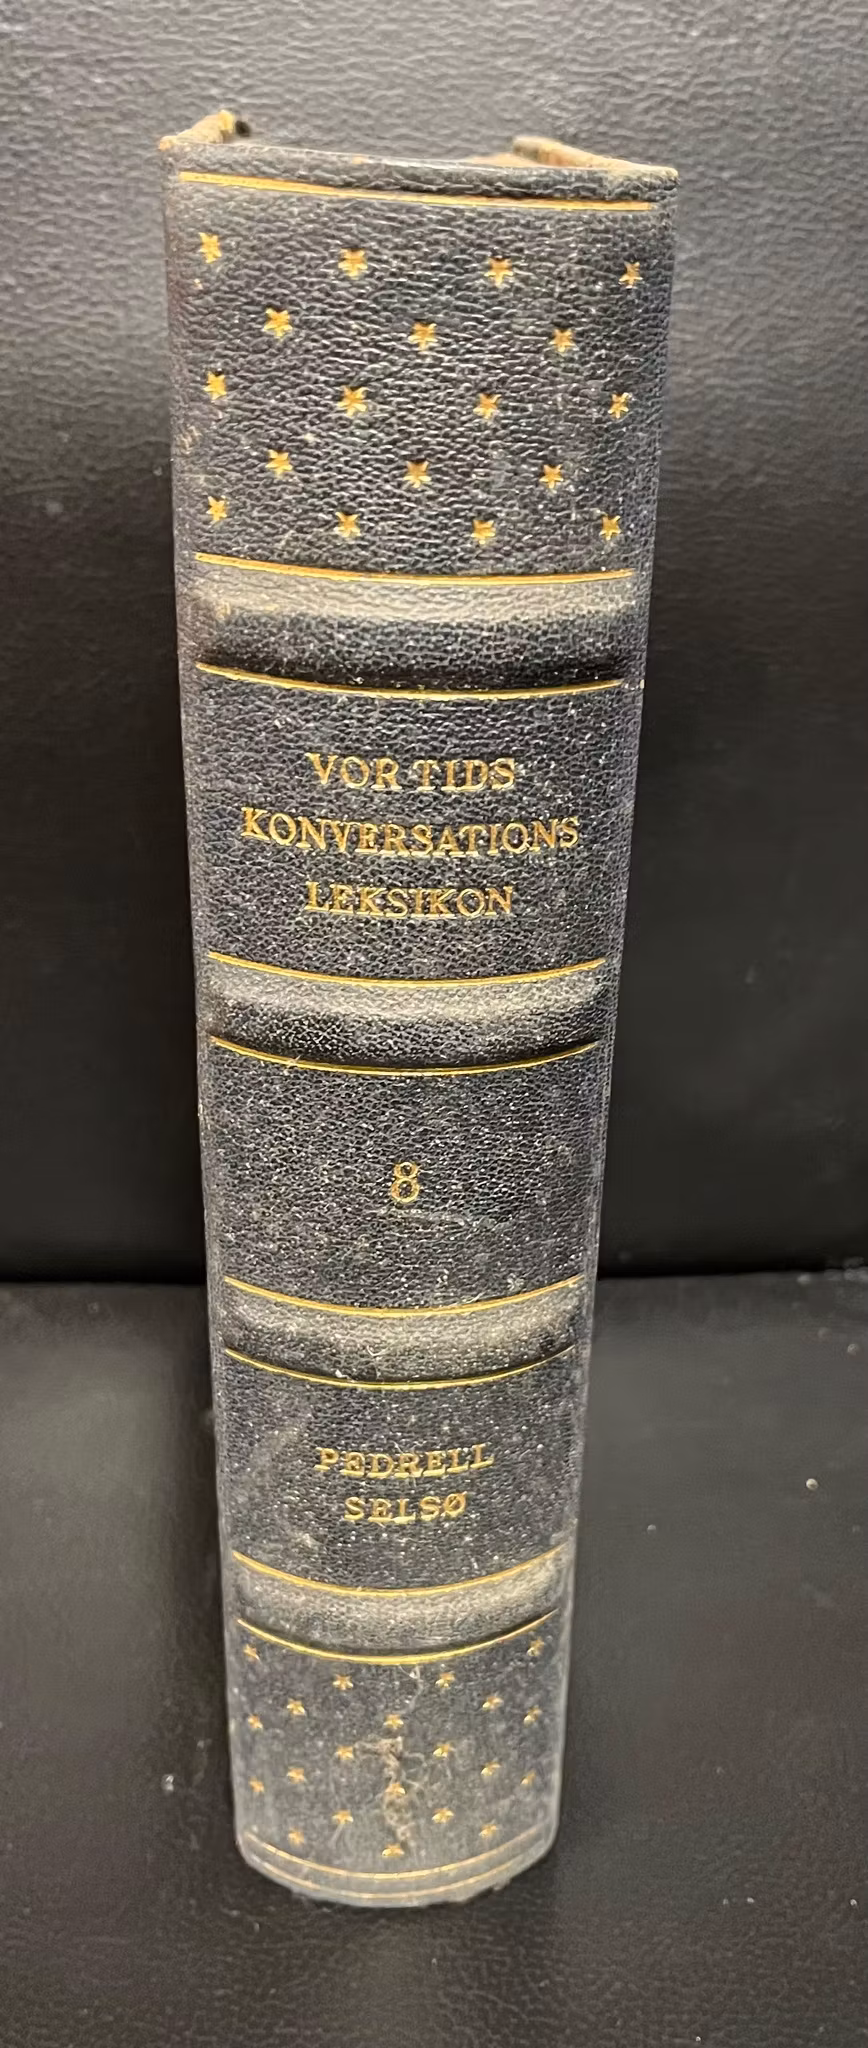 VOR TIDS
KONVERSATIONS
LEKSIKON
8
PEDRELL
SELSØ